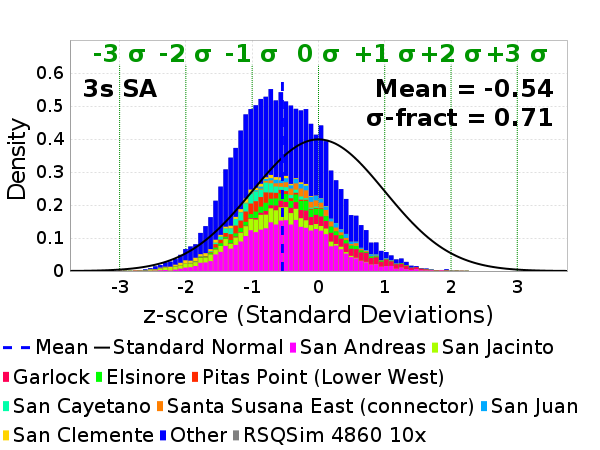 -3 σ -2 σ -1 σ 0 σ +1 σ +2 σ +3 σ
3s SA
Mean = -0.54
σ-fract = 0.71
Density
0.6
0.5
0.4
0.3
0.2
0.1
0
-3 -2 -1 0 1 2 3
z-score (Standard Deviations)
Mean Standard Normal San Andreas San Jacinto
Garlock Elsinore Pitas Point (Lower West)
San Cayetano Santa Susana East (connector) San Juan
San Clemente Other RSQSim 4860 10x